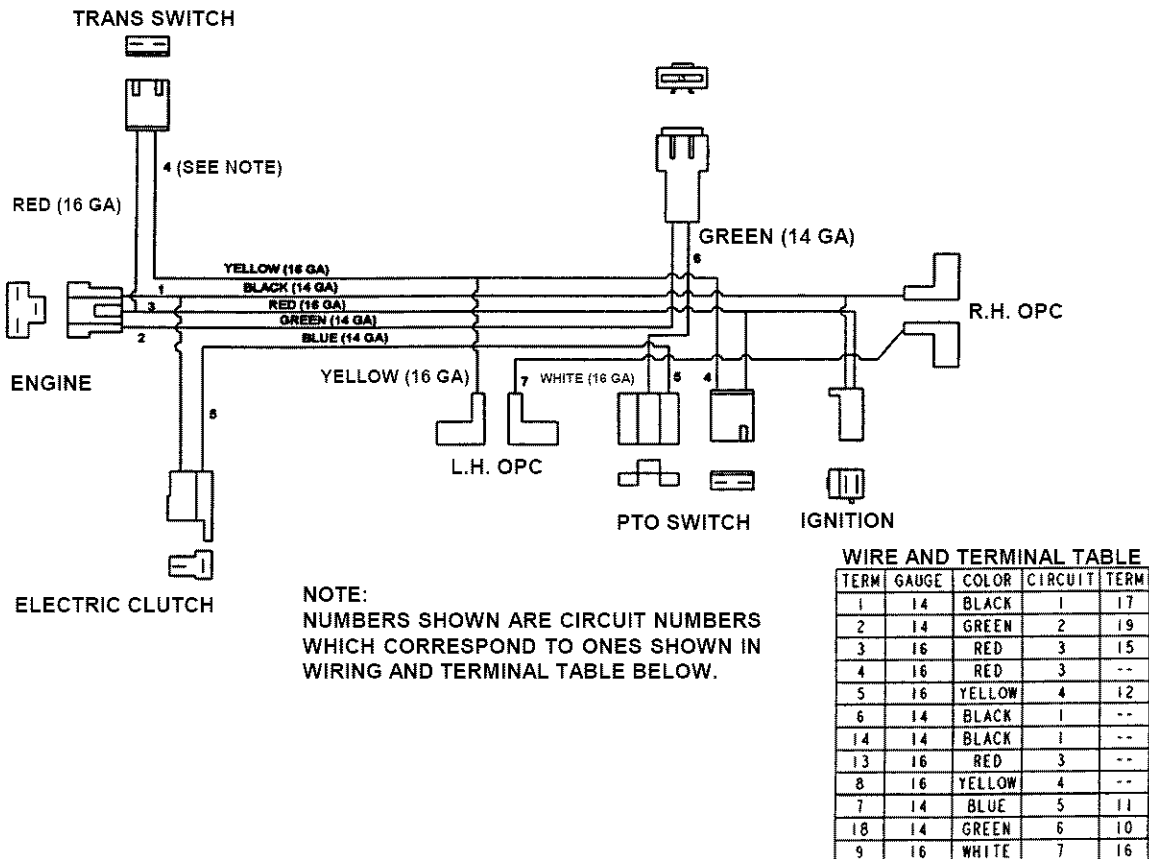 TRANS SWITCH
4 (SEE NOTE)
RED (16 GA)
GREEN (14 GA)
6
YELLOW (16 GA)
1
BLACK (14 GA)
3
RED (16 GA)
R.H. OPC
GREEN (14 GA)
2
BLUE (14 GA)
ENGINE
YELLOW (16 GA)
7
WHITE (16 GA)
5
4
5
L.H. OPC
PTO SWITCH
IGNITION
ELECTRIC CLUTCH
NOTE:
NUMBERS SHOWN ARE CIRCUIT NUMBERS
WHICH CORRESPOND TO ONES SHOWN IN
WIRING AND TERMINAL TABLE BELOW.
WIRE AND TERMINAL TABLE
TERM GAUGE COLOR CIRCUIT TERM
1 14 BLACK 1 17
2 14 GREEN 2 19
3 16 RED 3 15
4 16 RED 3 --
5 16 YELLOW 4 12
6 14 BLACK 1 --
14 14 BLACK 1 --
13 16 RED 3 --
8 16 YELLOW 4 --
7 14 BLUE 5 11
18 14 GREEN 6 10
9 16 WHITE 7 16